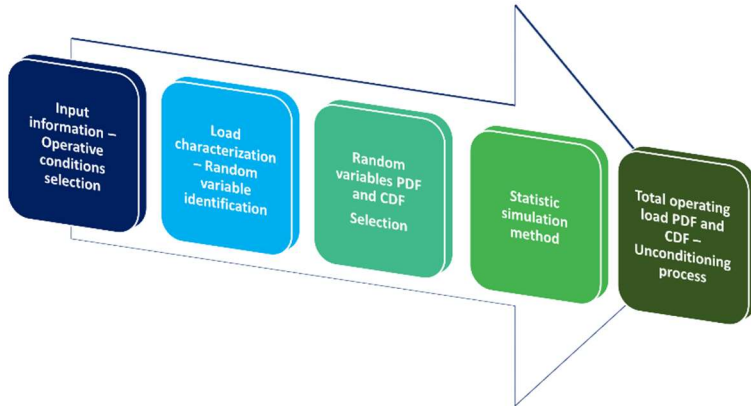 Input
information –
Operative
conditions
selection
Load
characterization
– Random
variable
identification
Random
variables PDF
and CDF
Selection
Statistic
simulation
method
Total operating
load PDF and
CDF –
Unconditioning
process